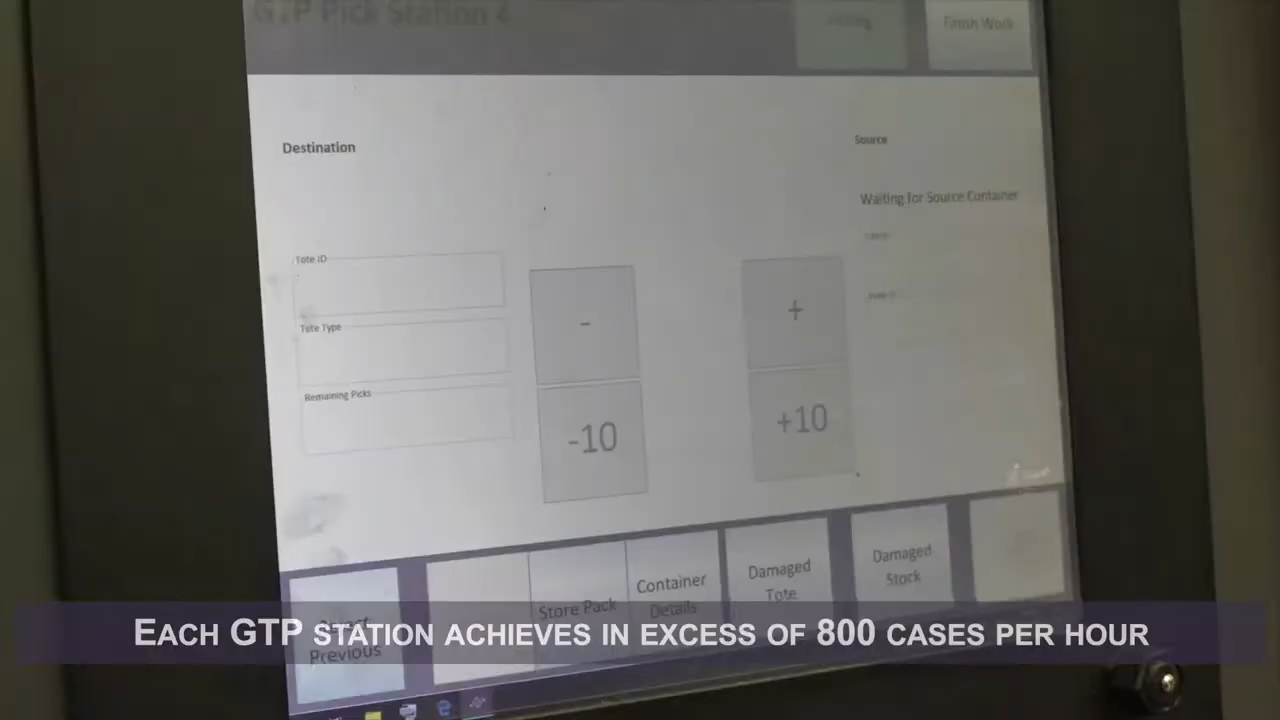 GTP Pick Station 4
Finish Work
Destination
Source
Waiting for Source Container
Tote ID
Tote Type
Remaining Picks
-
+
-10
+10
Previous
Store Pack
Container
Details
Damaged
Tote
Damaged
Stock
EACH GTP STATION ACHIEVES IN EXCESS OF 800 CASES PER HOUR